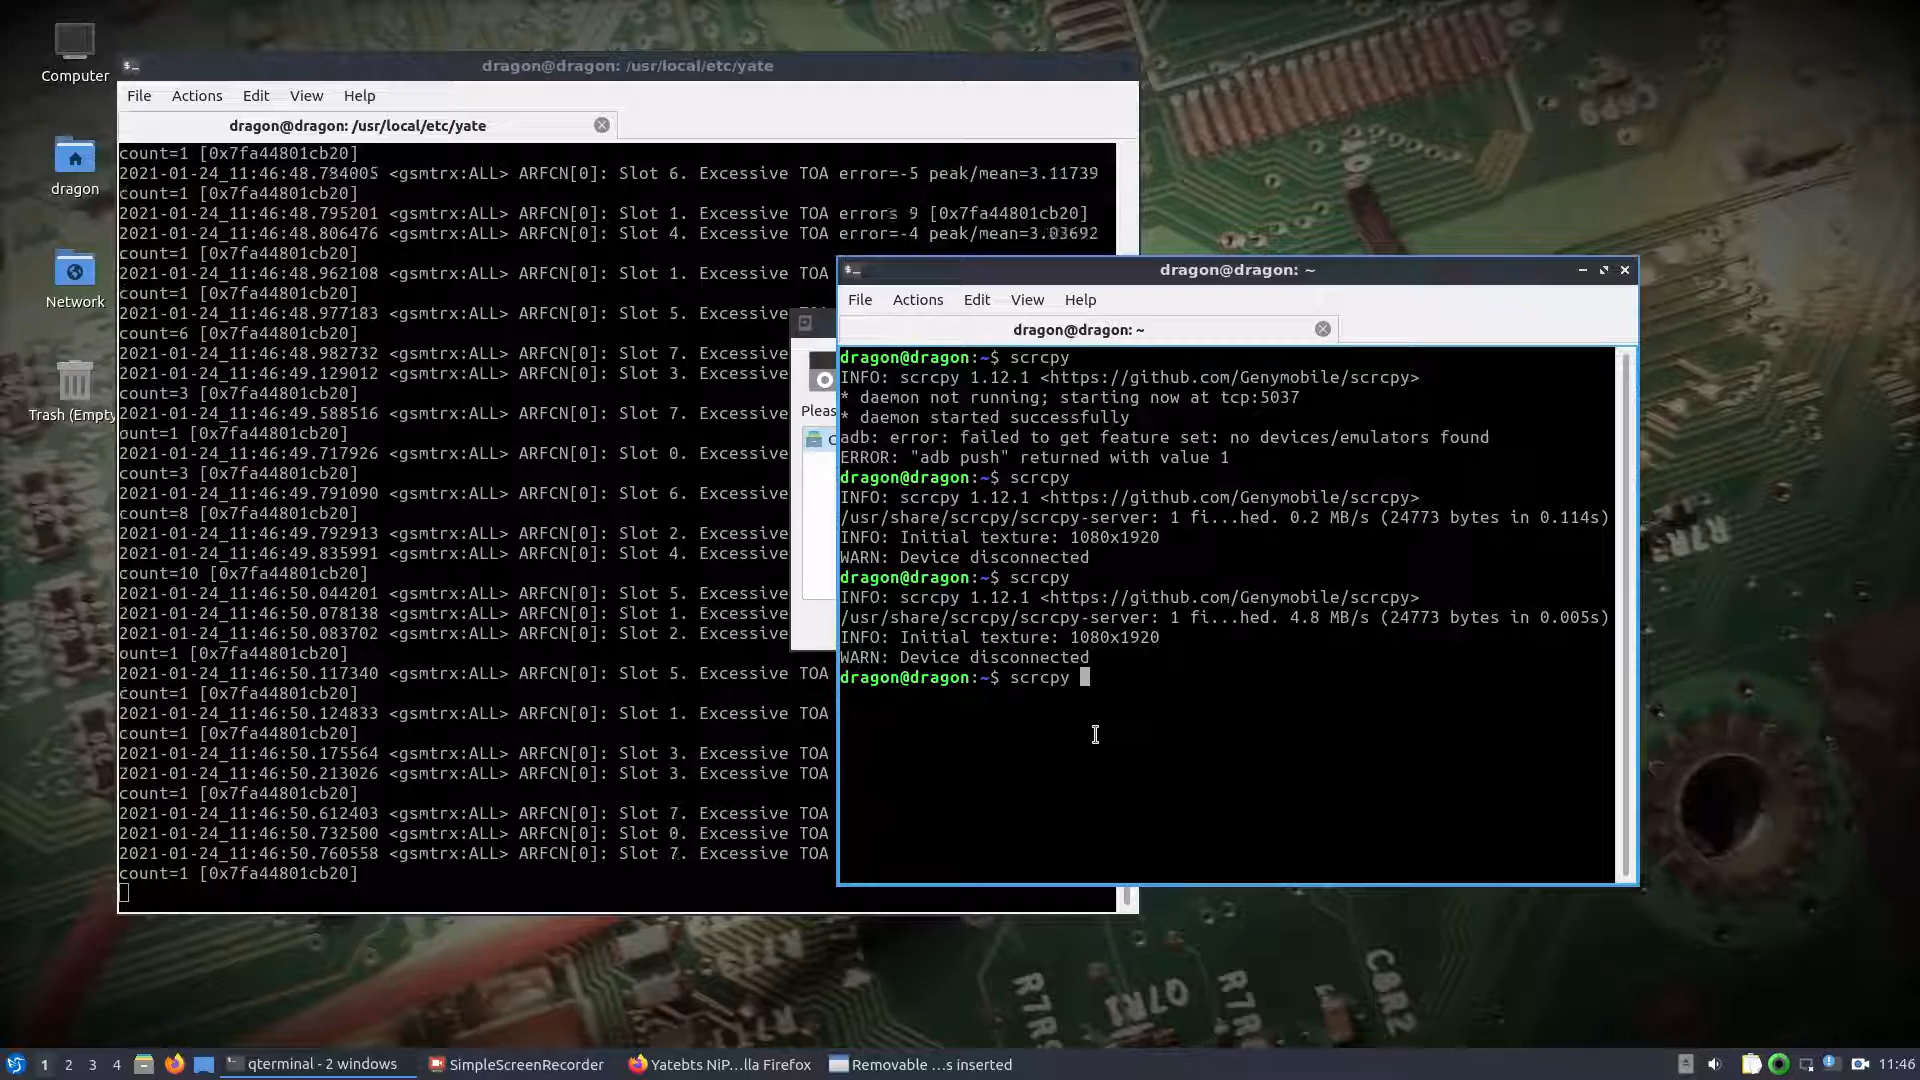 Computer
dragon
Network
Trash (Empty
$_
dragon@dragon: /usr/local/etc/yate
File Actions Edit View Help
dragon@dragon: /usr/local/etc/yate
count=1 [0x7fa44801cb20]
2021-01-24_11:46:48.784005 <gsmtrx:ALL> ARFCN[0]: Slot 6. Excessive TOA error=-5 peak/mean=3.11739
count=1 [0x7fa44801cb20]
2021-01-24_11:46:48.795201 <gsmtrx:ALL> ARFCN[0]: Slot 1. Excessive TOA errors 9 [0x7fa44801cb20]
2021-01-24_11:46:48.806476 <gsmtrx:ALL> ARFCN[0]: Slot 4. Excessive TOA error=-4 peak/mean=3.03692
count=1 [0x7fa44801cb20]
2021-01-24_11:46:48.962108 <gsmtrx:ALL> ARFCN[0]: Slot 1. Excessive TOA
count=1 [0x7fa44801cb20]
2021-01-24_11:46:48.977183 <gsmtrx:ALL> ARFCN[0]: Slot 5. Excessive TOA
count=6 [0x7fa44801cb20]
2021-01-24_11:46:48.982732 <gsmtrx:ALL> ARFCN[0]: Slot 7. Excessive
2021-01-24_11:46:49.129012 <gsmtrx:ALL> ARFCN[0]: Slot 3. Excessive
count=3 [0x7fa44801cb20]
2021-01-24_11:46:49.588516 <gsmtrx:ALL> ARFCN[0]: Slot 7. Excessive
ount=1 [0x7fa44801cb20]
2021-01-24_11:46:49.717926 <gsmtrx:ALL> ARFCN[0]: Slot 0. Excessive
count=3 [0x7fa44801cb20]
2021-01-24_11:46:49.791090 <gsmtrx:ALL> ARFCN[0]: Slot 6. Excessive
count=8 [0x7fa44801cb20]
2021-01-24_11:46:49.792913 <gsmtrx:ALL> ARFCN[0]: Slot 2. Excessive
2021-01-24_11:46:49.835991 <gsmtrx:ALL> ARFCN[0]: Slot 4. Excessive
count=10 [0x7fa44801cb20]
2021-01-24_11:46:50.044201 <gsmtrx:ALL> ARFCN[0]: Slot 5. Excessive
2021-01-24_11:46:50.078138 <gsmtrx:ALL> ARFCN[0]: Slot 1. Excessive
2021-01-24_11:46:50.083702 <gsmtrx:ALL> ARFCN[0]: Slot 2. Excessive
ount=1 [0x7fa44801cb20]
2021-01-24_11:46:50.117340 <gsmtrx:ALL> ARFCN[0]: Slot 5. Excessive TOA
count=1 [0x7fa44801cb20]
2021-01-24_11:46:50.124833 <gsmtrx:ALL> ARFCN[0]: Slot 1. Excessive TOA
count=1 [0x7fa44801cb20]
2021-01-24_11:46:50.175564 <gsmtrx:ALL> ARFCN[0]: Slot 3. Excessive TOA
2021-01-24_11:46:50.213026 <gsmtrx:ALL> ARFCN[0]: Slot 3. Excessive TOA
count=1 [0x7fa44801cb20]
2021-01-24_11:46:50.612403 <gsmtrx:ALL> ARFCN[0]: Slot 7. Excessive TOA
2021-01-24_11:46:50.732500 <gsmtrx:ALL> ARFCN[0]: Slot 0. Excessive TOA
2021-01-24_11:46:50.760558 <gsmtrx:ALL> ARFCN[0]: Slot 7. Excessive TOA
count=1 [0x7fa44801cb20]
Pleas
$_
dragon@dragon: ~
File Actions Edit View Help
dragon@dragon: ~
dragon@dragon:~$ scrcpy
INFO: scrcpy 1.12.1 <https://github.com/Genymobile/scrcpy>
* daemon not running; starting now at tcp:5037
* daemon started successfully
adb: error: failed to get feature set: no devices/emulators found
ERROR: "adb push" returned with value 1
dragon@dragon:~$ scrcpy
INFO: scrcpy 1.12.1 <https://github.com/Genymobile/scrcpy>
/usr/share/scrcpy/scrcpy-server: 1 fi...hed. 0.2 MB/s (24773 bytes in 0.114s)
INFO: Initial texture: 1080x1920
WARN: Device disconnected
dragon@dragon:~$ scrcpy
INFO: scrcpy 1.12.1 <https://github.com/Genymobile/scrcpy>
/usr/share/scrcpy/scrcpy-server: 1 fi...hed. 4.8 MB/s (24773 bytes in 0.005s)
INFO: Initial texture: 1080x1920
WARN: Device disconnected
dragon@dragon:~$ scrcpy
1 2 3 4 qterminal - 2 windows SimpleScreenRecorder Yatebts NiP...lla Firefox Removable ...s inserted 11:46